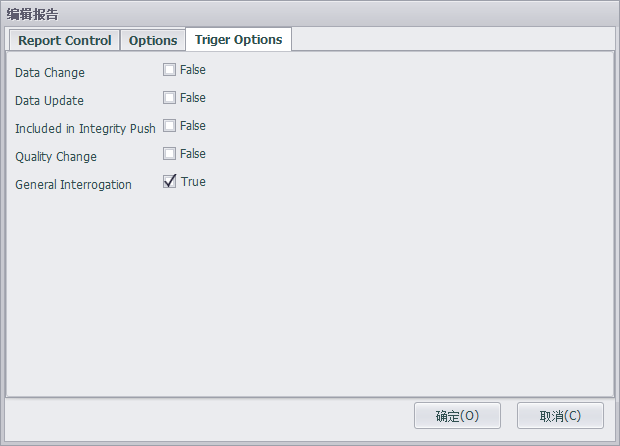 编辑报告
Report Control Options Triger Options
Data Change False
Data Update False
Included in Integrity Push False
Quality Change False
General Interrogation True
确定(O) 取消(C)